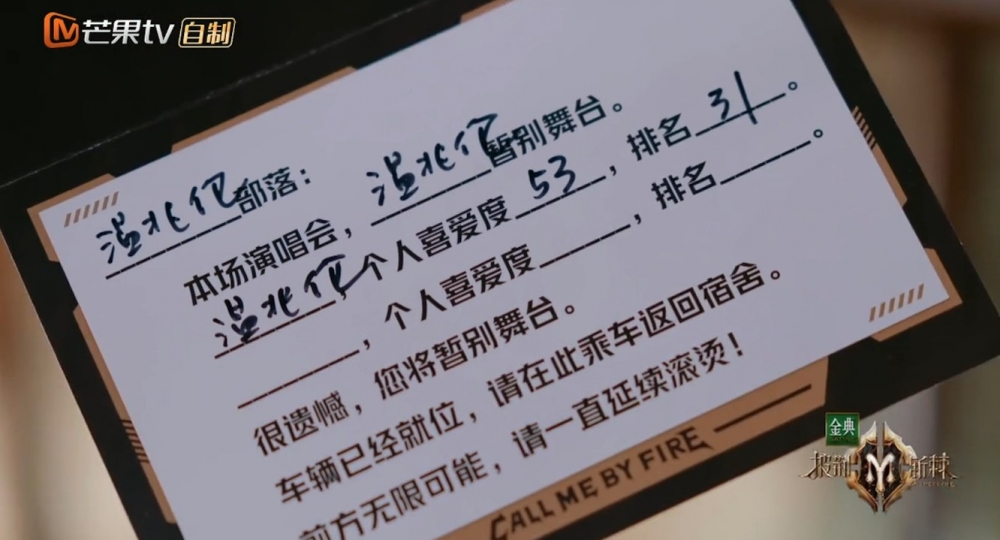 芒果tv 自制
温兆伦部落：
本场演唱会，温兆伦暂别舞台。
温兆伦，个人喜爱度53，排名31。
，个人喜爱度，排名。
很遗憾，您将暂别舞台。
车辆已经就位，请在此乘车返回宿舍。
前方无限可能，请一直延续滚烫！
CALL ME BY FIRE
金典
披荆斩棘